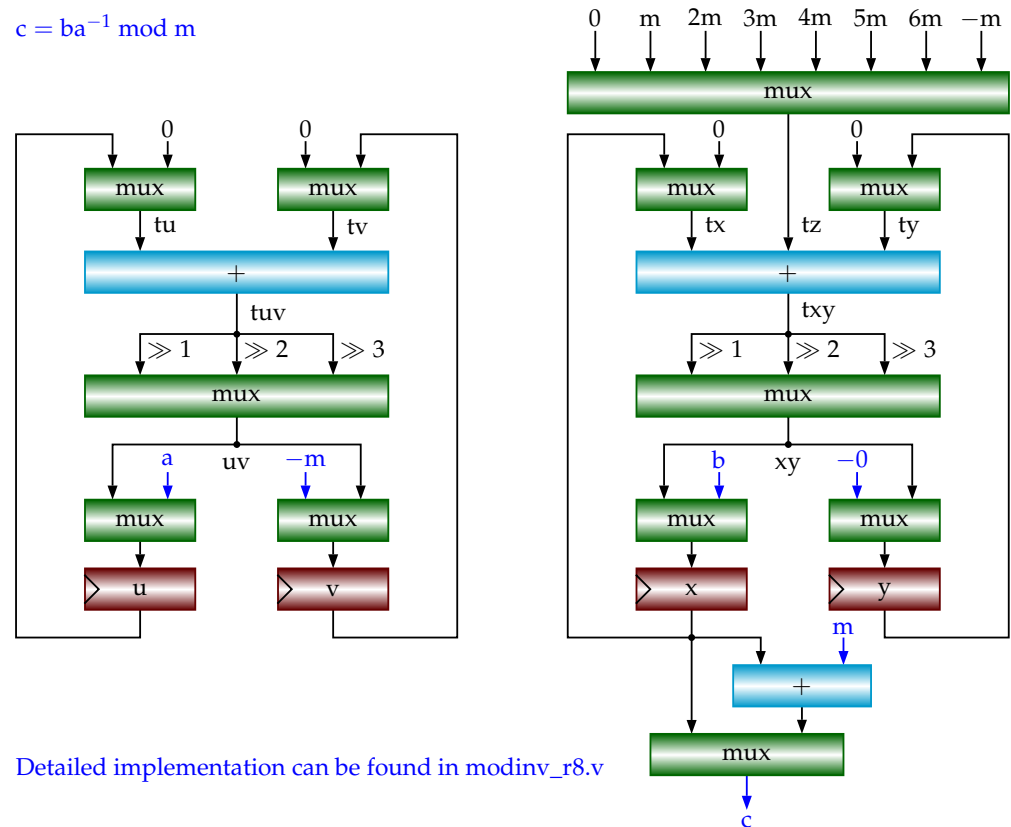 c = ba⁻¹ mod m
0 m 2m 3m 4m 5m 6m −m
mux
0 0 0 0
mux mux mux mux
tu tv tx tz ty
+ +
tuv txy
≫ 1 ≫ 2 ≫ 3 ≫ 1 ≫ 2 ≫ 3
mux mux
a uv −m b xy −0
mux mux mux mux
u v x y
m
+
mux
Detailed implementation can be found in modinv_r8.v
c